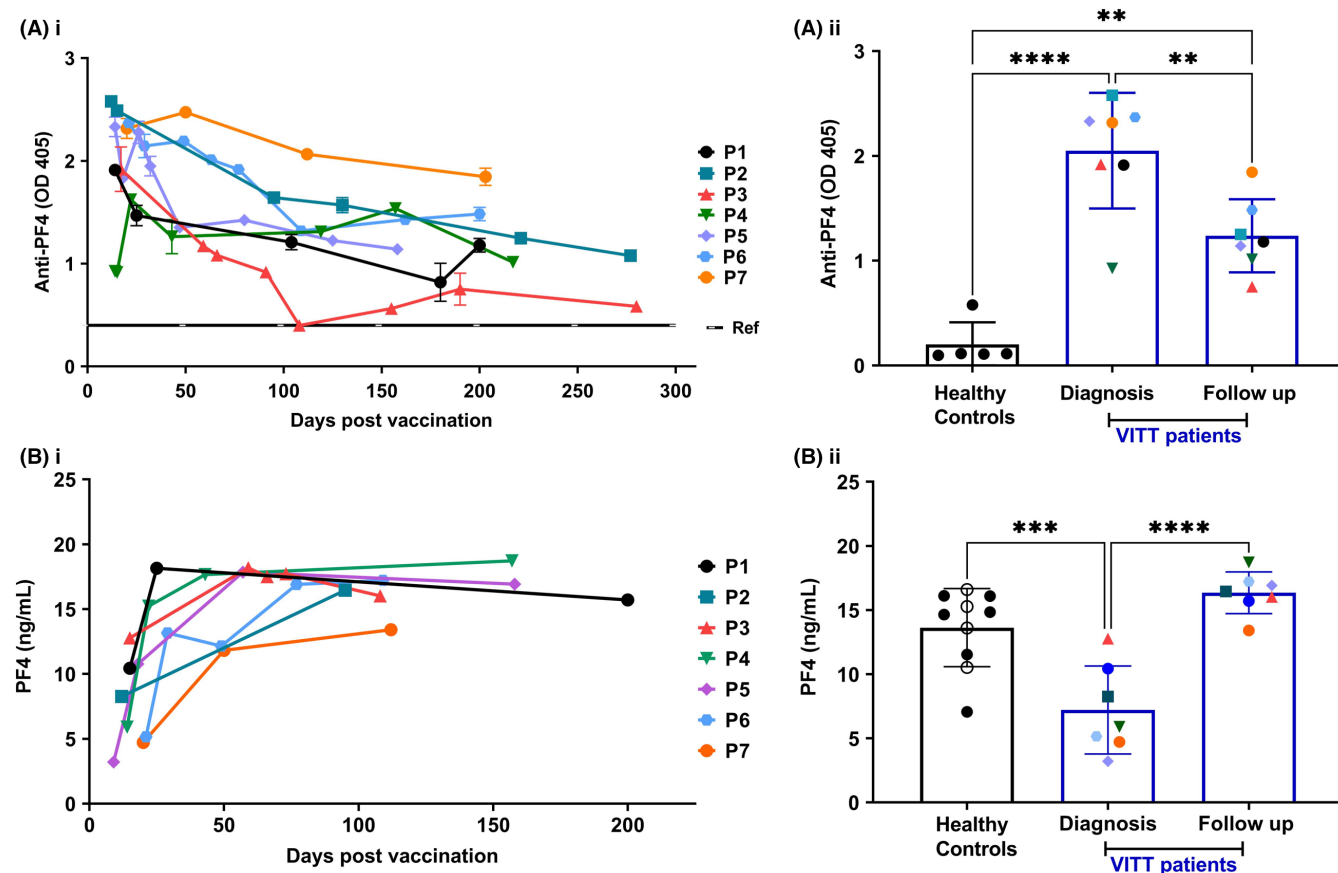 (A) i
3
2
1
0
Anti-PF4 (OD 405)
0 50 100 150 200 250 300
Days post vaccination
P1
P2
P3
P4
P5
P6
P7
Ref
(A) ii
**
**** **
3
2
1
0
Anti-PF4 (OD 405)
Healthy Controls
Diagnosis
Follow up
VITT patients
(B) i
25
20
15
10
5
0
PF4 (ng/mL)
0 50 100 150 200
Days post vaccination
P1
P2
P3
P4
P5
P6
P7
(B) ii
*** ****
25
20
15
10
5
0
PF4 (ng/mL)
Healthy Controls
Diagnosis
Follow up
VITT patients